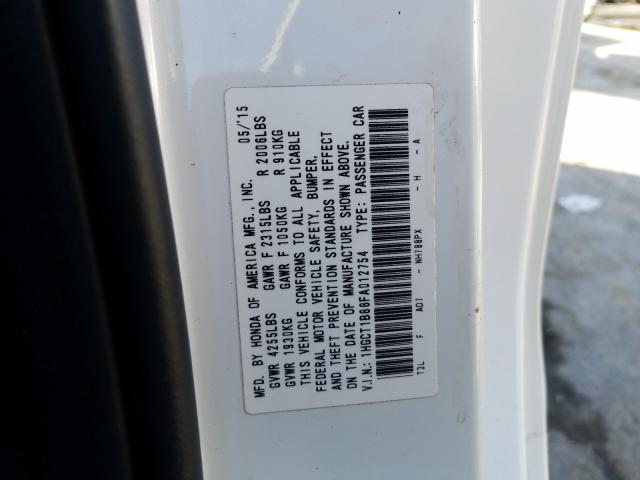 MFD. BY HONDA OF AMERICA MFG., INC. 05/'15
GVWR 4255LBS GAWR F 2315LBS R 2006LBS
GVWR 1930KG GAWR F 1050KG R 910KG
THIS VEHICLE CONFORMS TO ALL APPLICABLE
FEDERAL MOTOR VEHICLE SAFETY, BUMPER,
AND THEFT PREVENTION STANDARDS IN EFFECT
ON THE DATE OF MANUFACTURE SHOWN ABOVE.
V.I.N.: 1HGCT1B88FA012754 TYPE: PASSENGER CAR
T3L F ADT - NH788PX - H - A